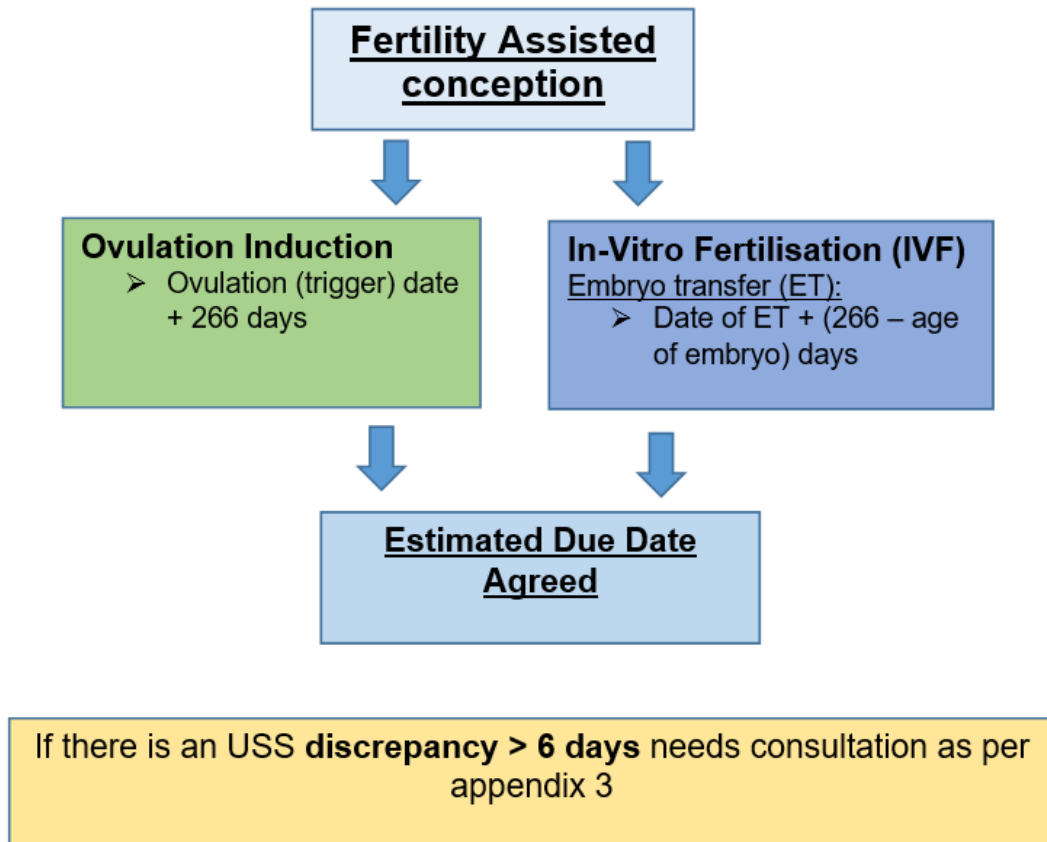 Fertility Assisted
conception
Ovulation Induction
➢ Ovulation (trigger) date
+ 266 days
In-Vitro Fertilisation (IVF)
Embryo transfer (ET):
➢ Date of ET + (266 – age
of embryo) days
Estimated Due Date
Agreed
If there is an USS discrepancy > 6 days needs consultation as per
appendix 3